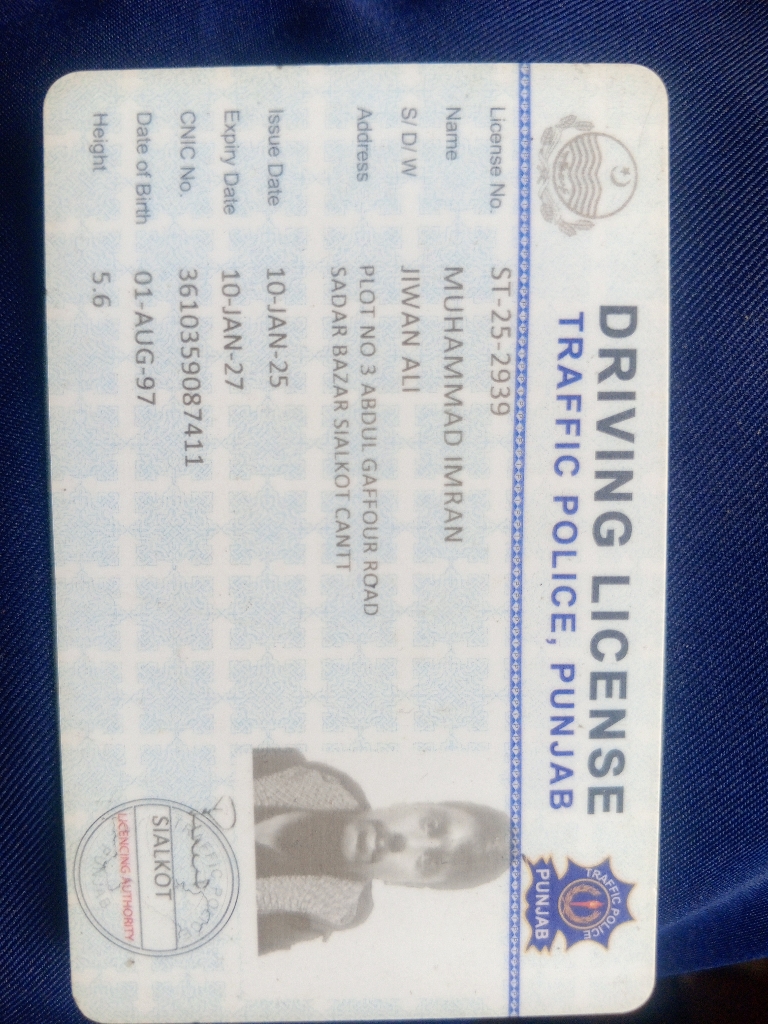 DRIVING LICENSE
TRAFFIC POLICE, PUNJAB
TRAFFIC POLICE
PUNJAB
License No. ST-25-2939
Name MUHAMMAD IMRAN
S/ D/ W JIWAN ALI
Address PLOT NO 3 ABDUL GAFFOUR ROAD
SADAR BAZAR SIALKOT CANTT
Issue Date 10-JAN-25
Expiry Date 10-JAN-27
CNIC No. 3610359087411
Date of Birth 01-AUG-97
Height 5.6
SIALKOT
LICENCING AUTHORITY